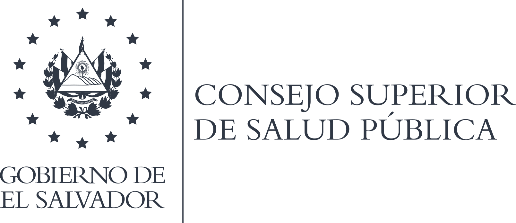 GOBIERNO DE
EL SALVADOR
CONSEJO SUPERIOR
DE SALUD PÚBLICA